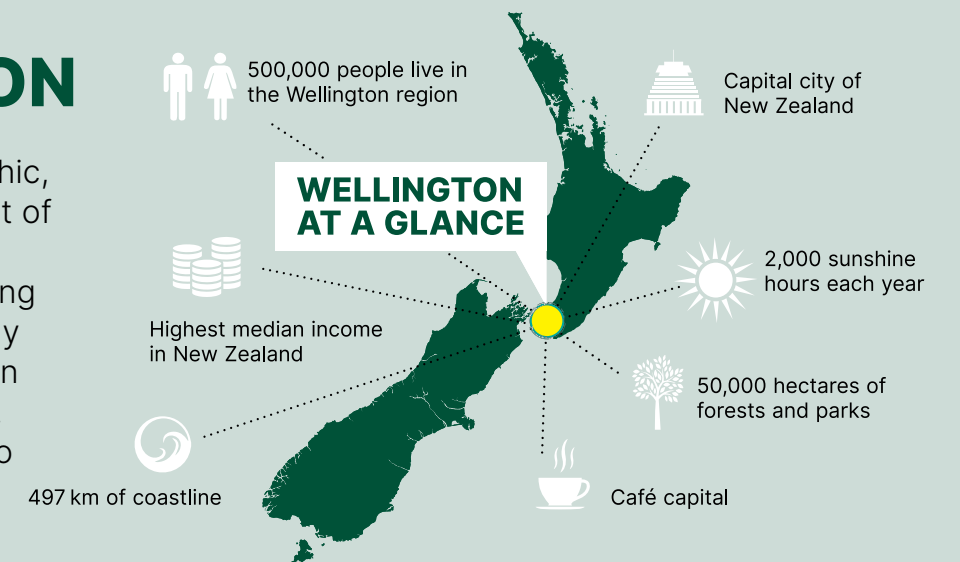 ON
hic,
t of
ng
y
n
o
500,000 people live in
the Wellington region
Capital city of
New Zealand
WELLINGTON
AT A GLANCE
2,000 sunshine
hours each year
Highest median income
in New Zealand
50,000 hectares of
forests and parks
497 km of coastline
Café capital